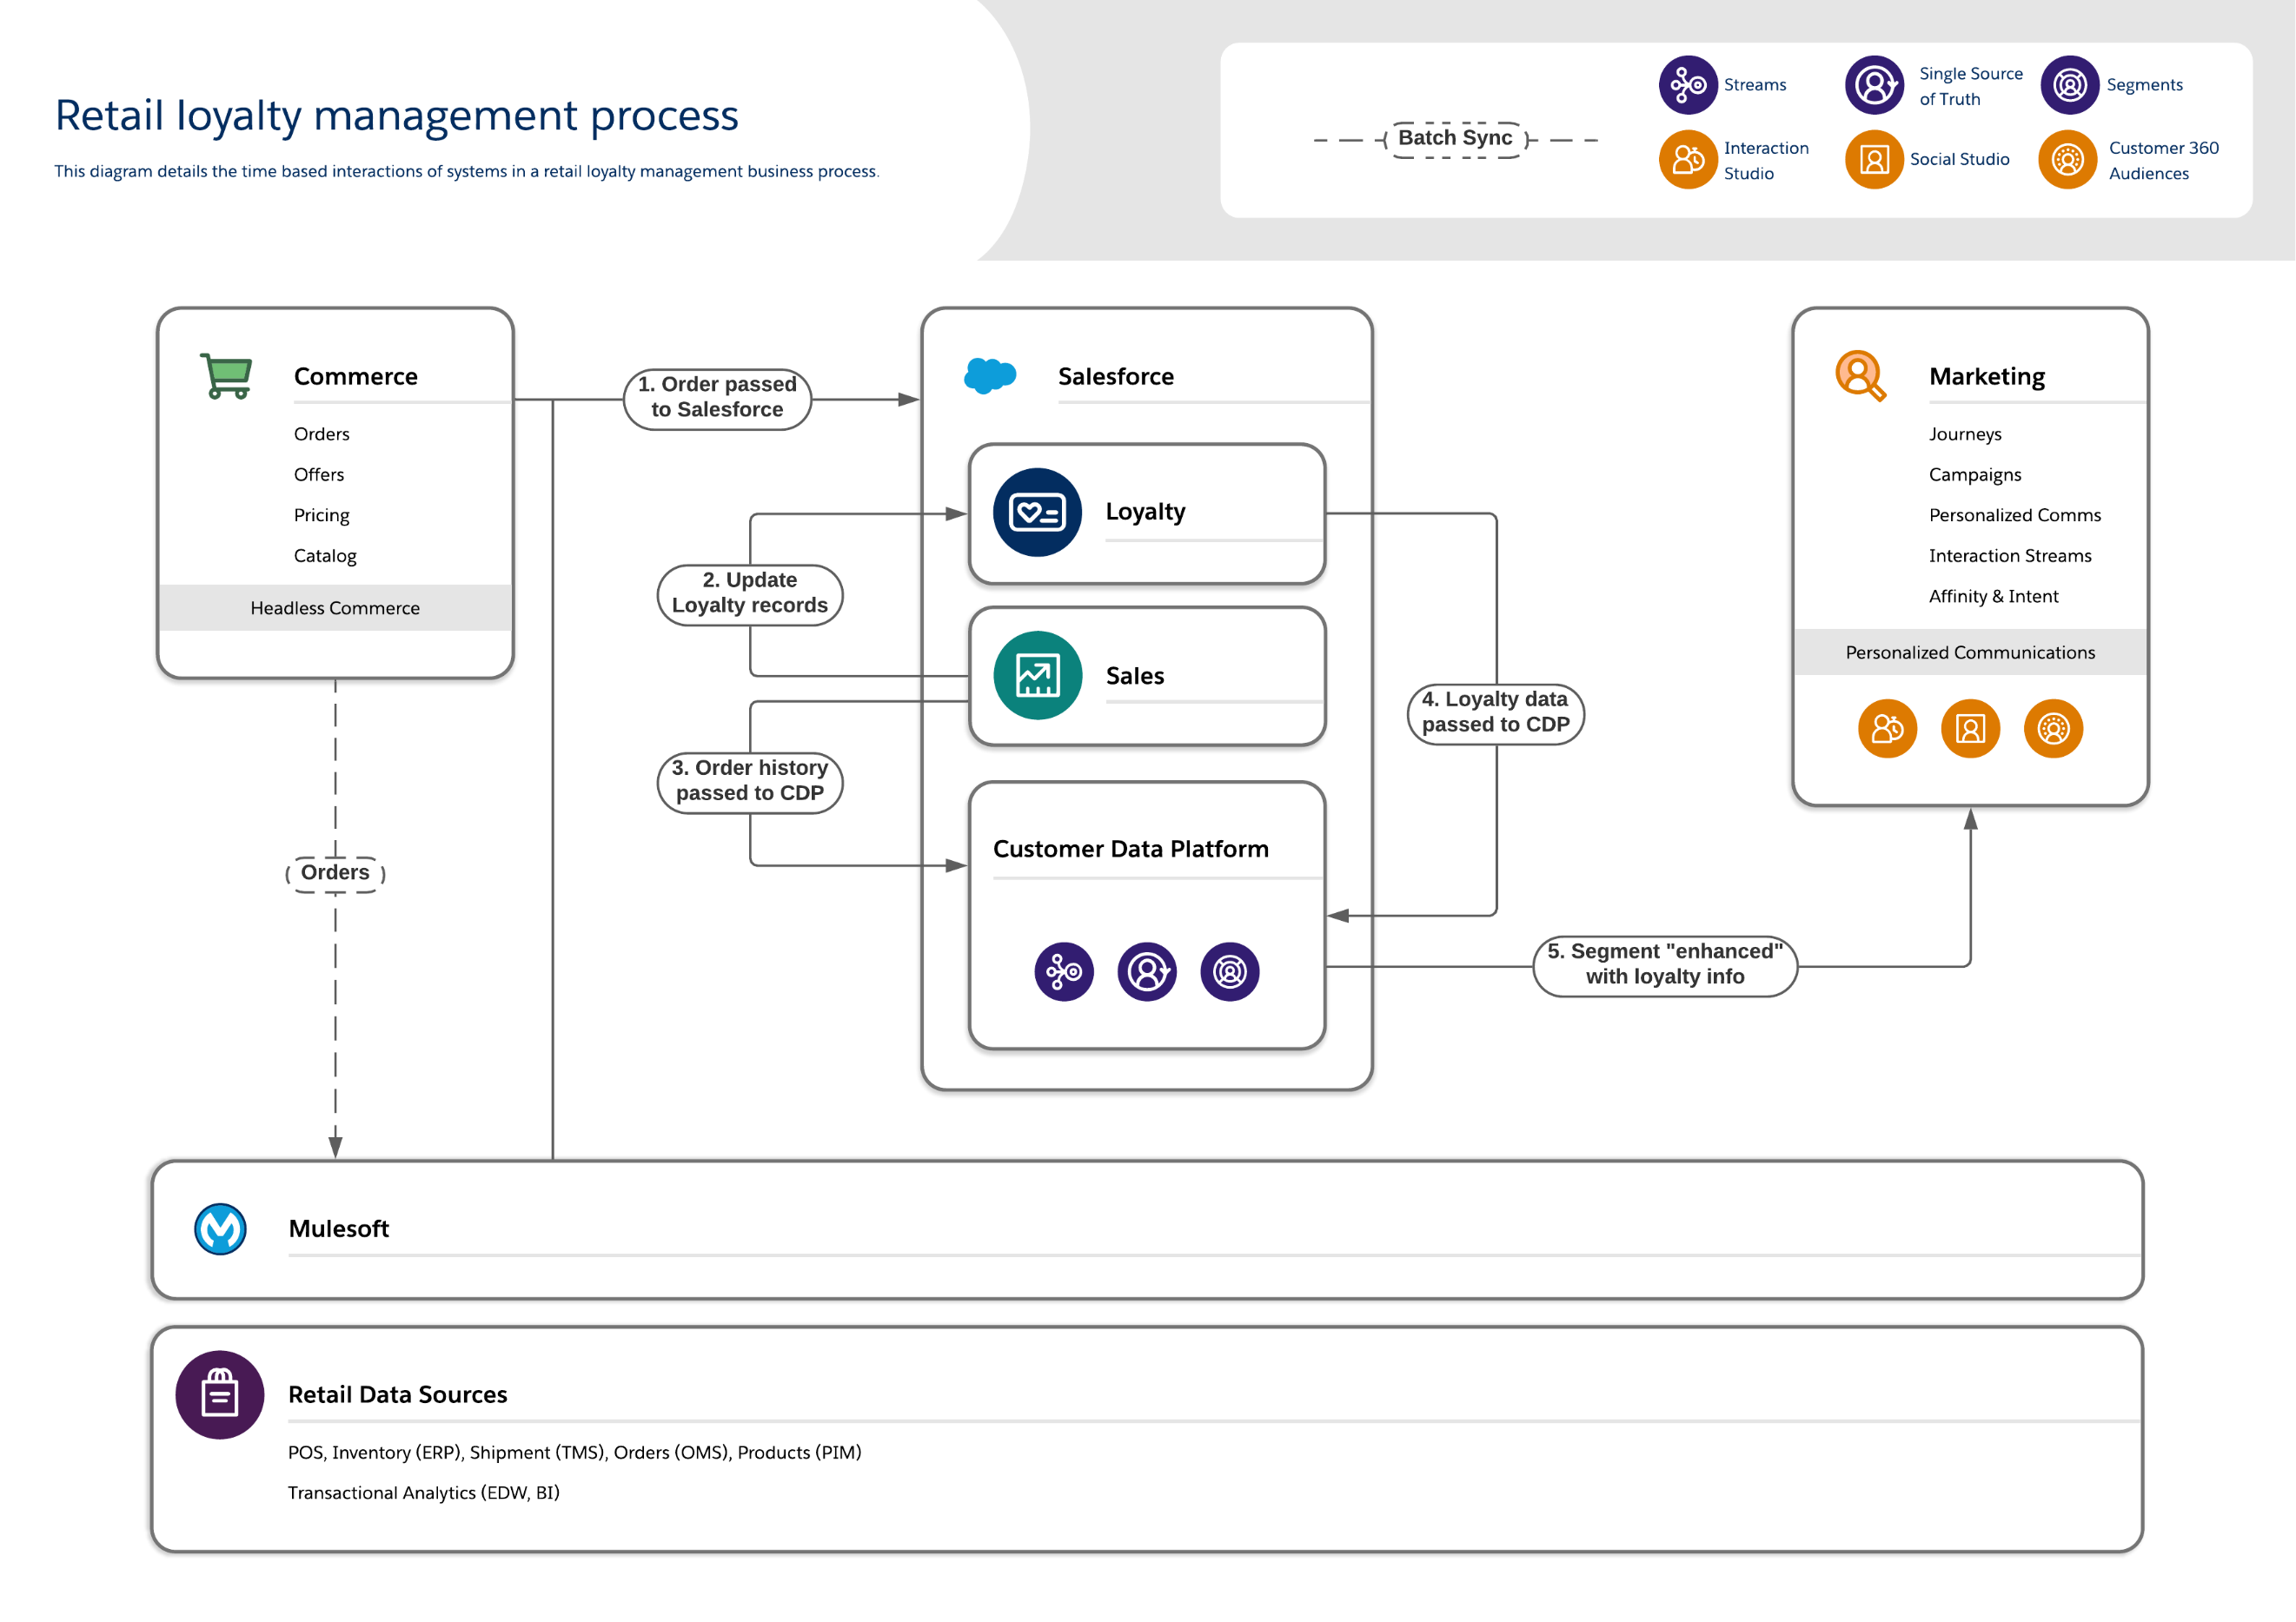 Retail loyalty management process
This diagram details the time based interactions of systems in a retail loyalty management business process.
Batch Sync
Streams
Single Source
of Truth
Segments
Interaction
Studio
Social Studio
Customer 360
Audiences
Commerce
Orders
Offers
Pricing
Catalog
Headless Commerce
1. Order passed
to Salesforce
Salesforce
Loyalty
2. Update
Loyalty records
Sales
3. Order history
passed to CDP
Customer Data Platform
4. Loyalty data
passed to CDP
5. Segment "enhanced"
with loyalty info
Marketing
Journeys
Campaigns
Personalized Comms
Interaction Streams
Affinity & Intent
Personalized Communications
Orders
Mulesoft
Retail Data Sources
POS, Inventory (ERP), Shipment (TMS), Orders (OMS), Products (PIM)
Transactional Analytics (EDW, BI)